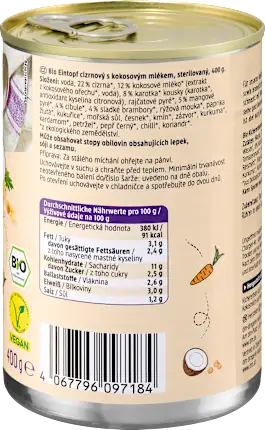 Bio Eintopf cizrnový s kokosovým mlékem, sterilovaný, 400 g.
Složení: voda, 22% cizrna*, 12% kokosové mléko* (extrakt
z kokosového ořechu*, voda), 8% karotka* kousky (karotka*,
antioxidant kyselina citronová), rajčatové pyré*, 5% mango*
pyré*, 4% cibule*, 4% sladké brambory*, rýžová mouka*, paprika
žlutá*, kukuřice*, mořská sůl, česnek*, kmín*, zázvor*, kurkuma*,
kardamom*, petržel*, pepř černý*, chilli*, koriandr*.
*z ekologického zemědělství.
Může obsahovat stopy obilovin obsahujících lepek,
sóji a sezamu.
Příprava: Za stálého míchání ohřejte na pánvi.
Uchovávejte v suchu a chraňte před teplem. Minimální trvanlivost
neotevřeného balení/číslo šarže: uvedeno na dně obalu.
Po otevření uchovávejte v chladničce a spotřebujte do dvou dnů.
Durchschnittliche Nährwerte pro 100 g /
Výživové údaje na 100 g
Energie / Energetická hodnota 380 kJ /
91 kcal
Fett / Tuky 3,1 g
davon gesättigte Fettsäuren / 2,4 g
z toho nasycené mastné kyseliny
Kohlenhydrate / Sacharidy 11 g
davon Zucker / z toho cukry 2,5 g
Ballaststoffe / Vláknina 2,6 g
Eiweiß / Bílkoviny 3,0 g
Salz / Sůl 1,2 g
BIO
VEGAN
400 g
4 067796 097184